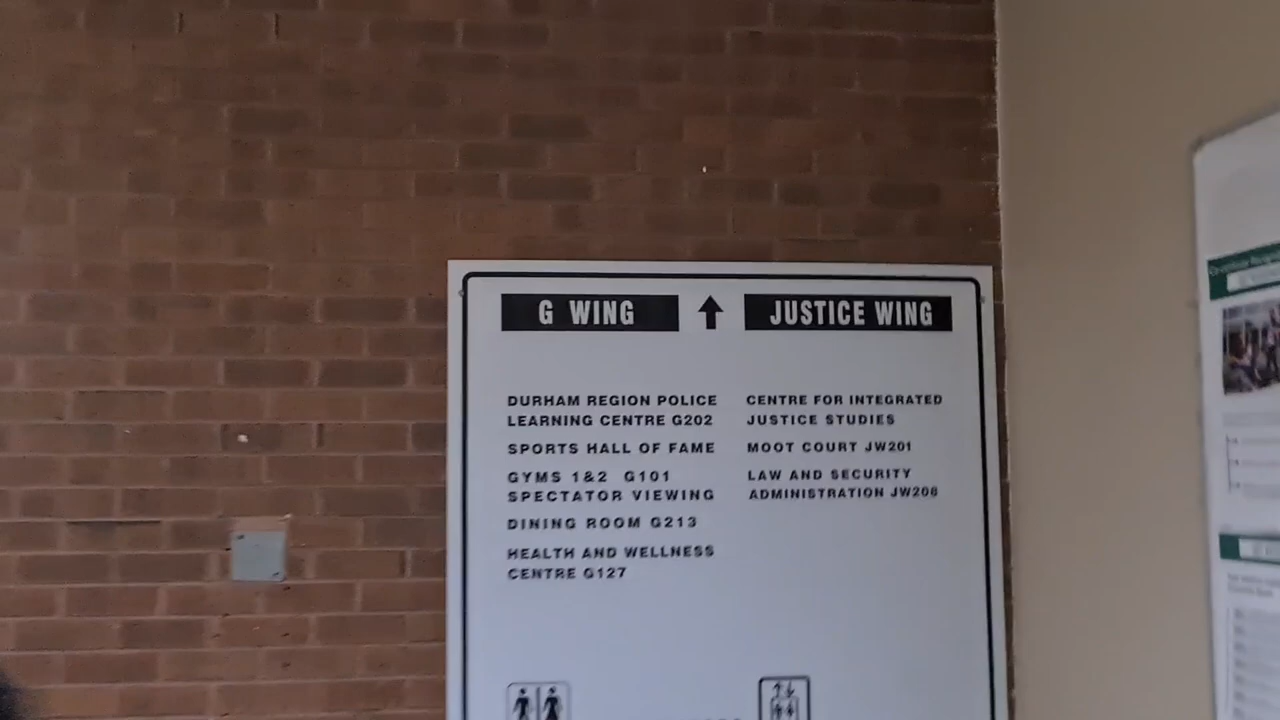 G WING
JUSTICE WING
DURHAM REGION POLICE
LEARNING CENTRE G202
SPORTS HALL OF FAME
GYMS 1&2 G101
SPECTATOR VIEWING
DINING ROOM G213
HEALTH AND WELLNESS
CENTRE G127
CENTRE FOR INTEGRATED
JUSTICE STUDIES
MOOT COURT JW201
LAW AND SECURITY
ADMINISTRATION JW208